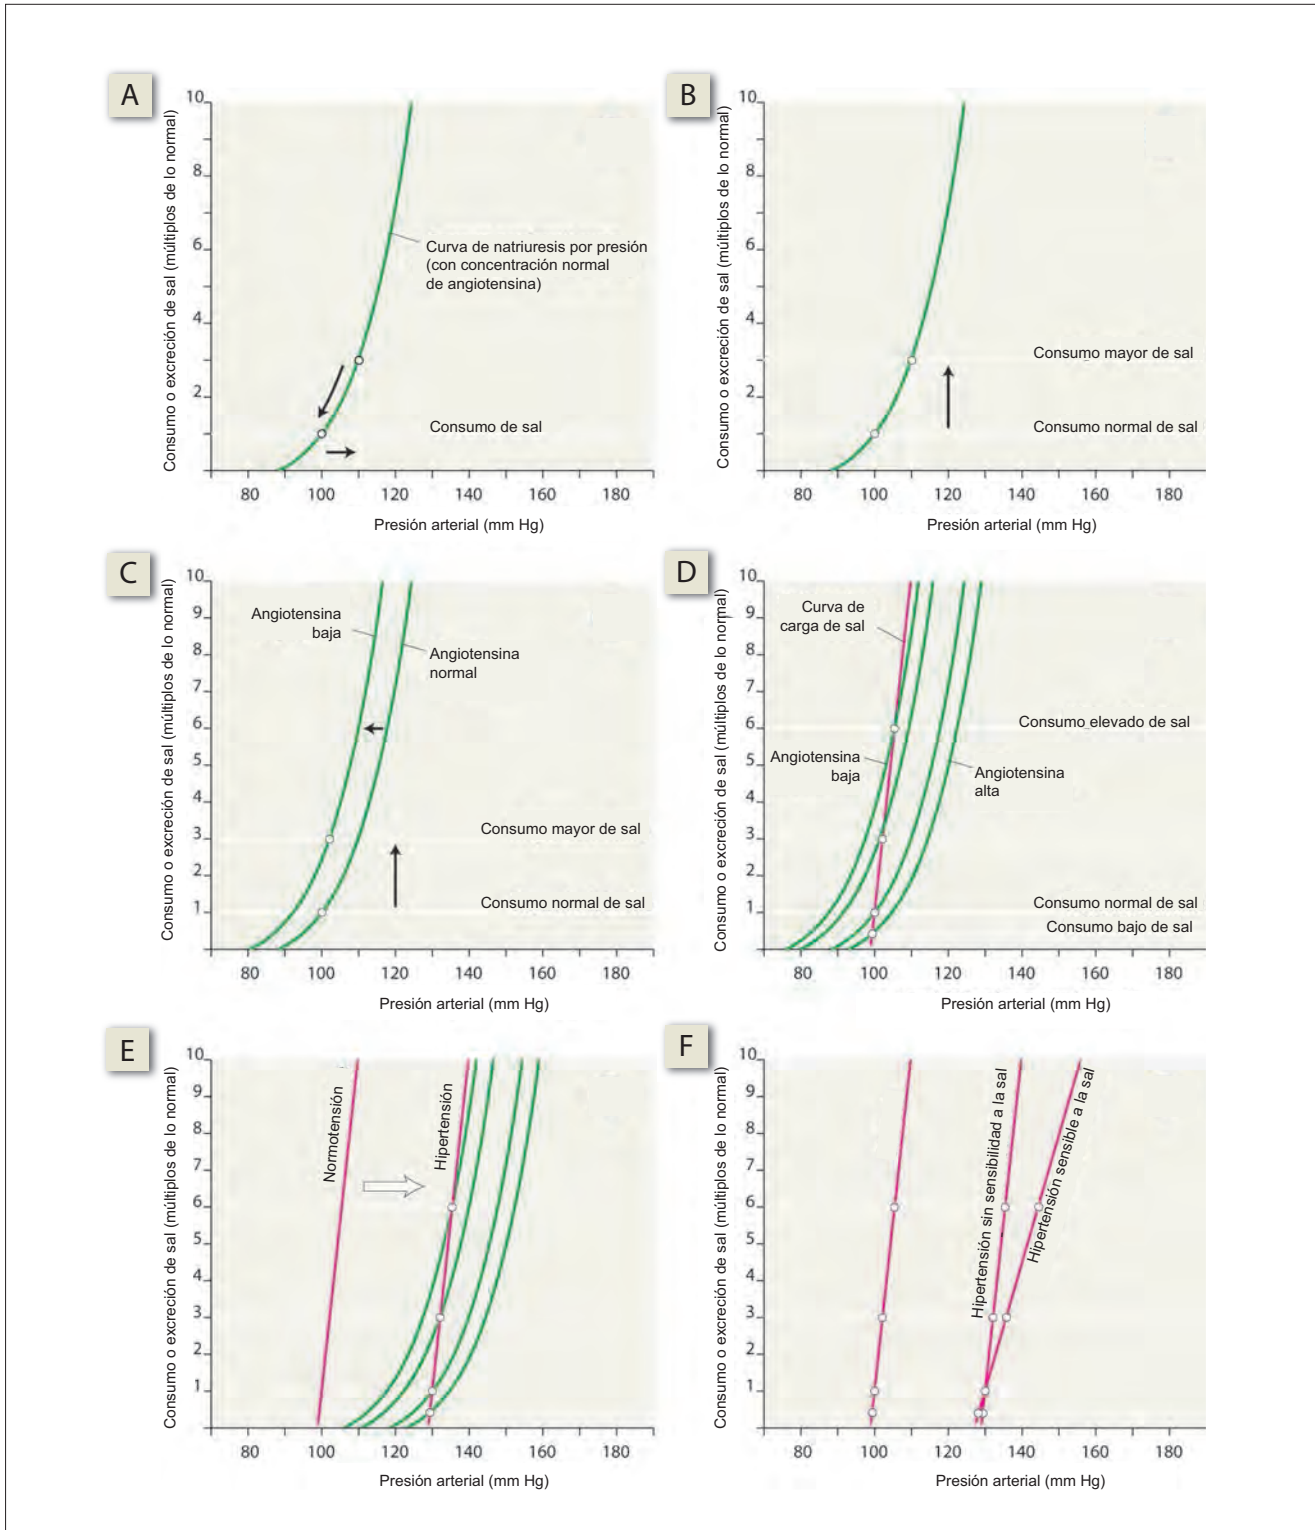 A
Consumo o excreción de sal (múltiplos de lo normal)
10
8
6
4
2
80 100 120 140 160 180
Presión arterial (mm Hg)
Curva de natriuresis por presión
(con concentración normal
de angiotensina)
Consumo de sal
B
Consumo o excreción de sal (múltiplos de lo normal)
10
8
6
4
2
80 100 120 140 160 180
Presión arterial (mm Hg)
Consumo mayor de sal
Consumo normal de sal
C
Consumo o excreción de sal (múltiplos de lo normal)
10
9
8
7
6
5
4
3
2
1
80 100 120 140 160 180
Presión arterial (mm Hg)
Angiotensina
baja
Angiotensina
normal
Consumo mayor de sal
Consumo normal de sal
D
Consumo o excreción de sal (múltiplos de lo normal)
10
9
8
7
6
5
4
3
2
1
80 100 120 140 160 180
Presión arterial (mm Hg)
Curva de
carga de sal
Consumo elevado de sal
Angiotensina
baja
Angiotensina
alta
Consumo normal de sal
Consumo bajo de sal
E
Consumo o excreción de sal (múltiplos de lo normal)
10
9
8
7
6
5
4
3
2
1
80 100 120 140 160 180
Presión arterial (mm Hg)
Normotensión
Hipertensión
F
Consumo o excreción de sal (múltiplos de lo normal)
10
9
8
7
6
5
4
3
2
1
80 100 120 140 160 180
Presión arterial (mm Hg)
Hipertensión sin sensibilidad a la sal
Hipertensión sensible a la sal